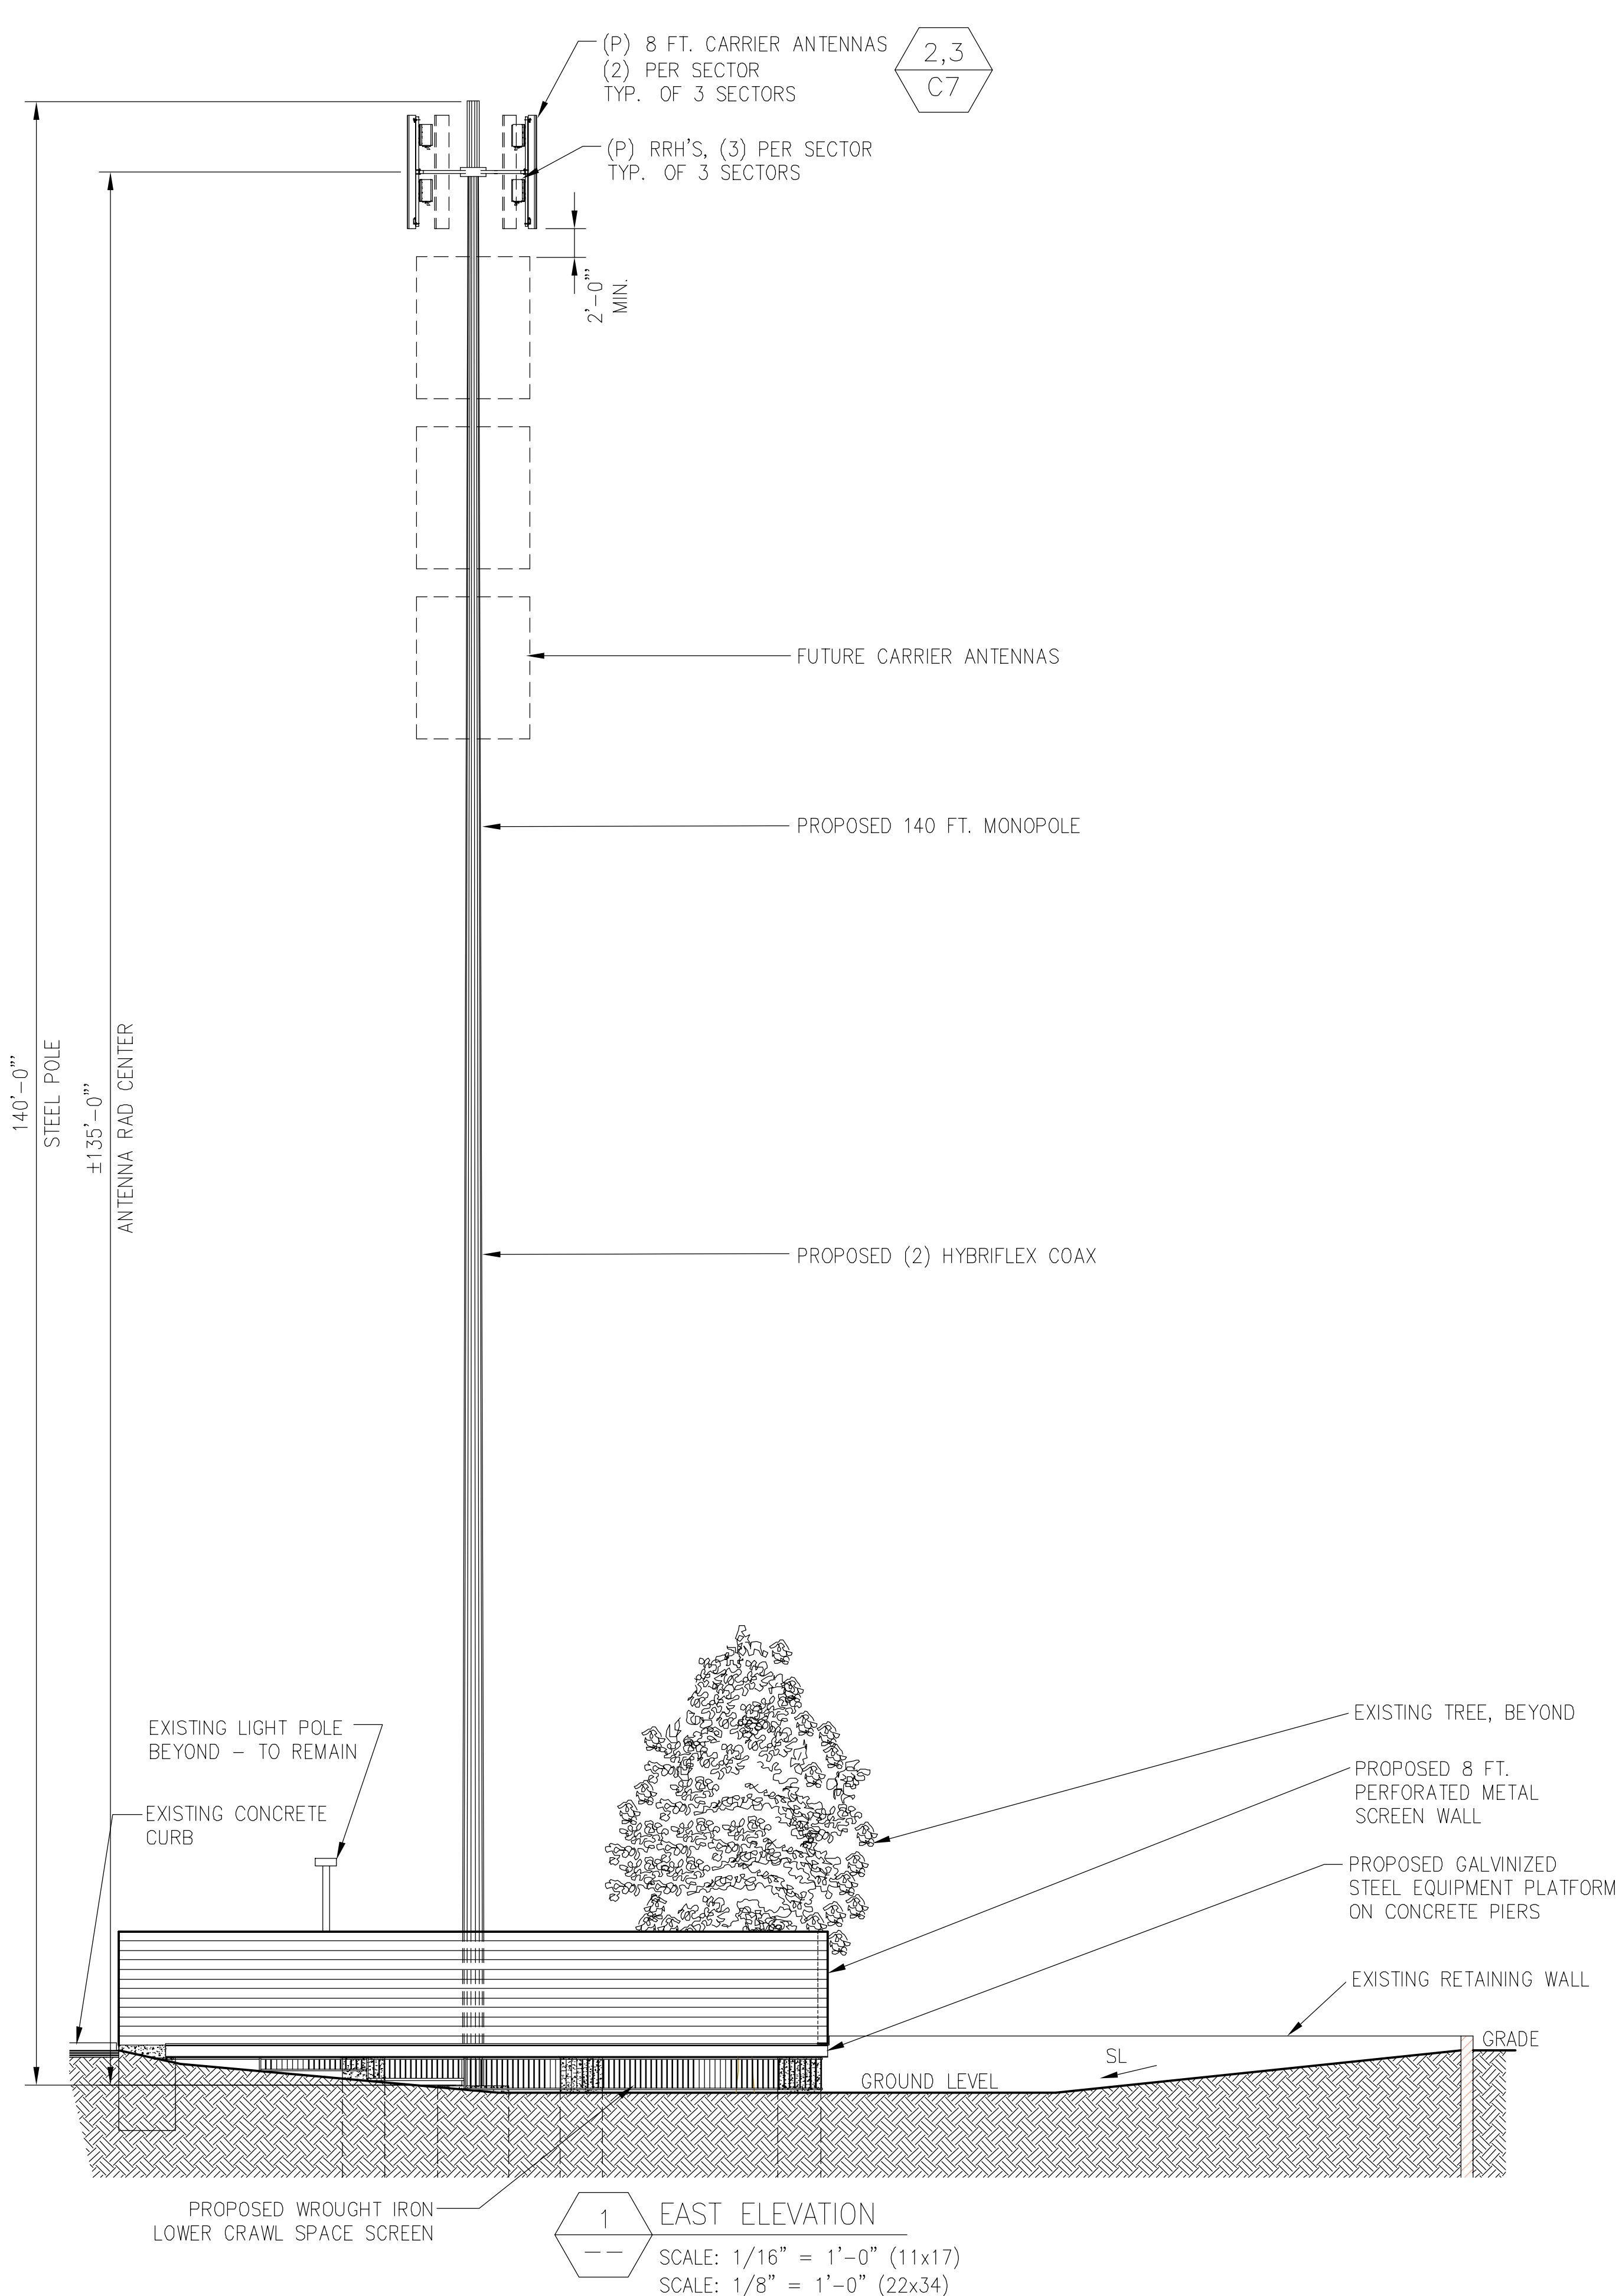 (P) 8 FT. CARRIER ANTENNAS
(2) PER SECTOR
TYP. OF 3 SECTORS
2,3
C7
(P) RRH'S, (3) PER SECTOR
TYP. OF 3 SECTORS
2'-0"'
MIN.
FUTURE CARRIER ANTENNAS
PROPOSED 140 FT. MONOPOLE
140'-0"'
STEEL POLE
±135'-0"'
ANTENNA RAD CENTER
PROPOSED (2) HYBRIFLEX COAX
EXISTING LIGHT POLE
BEYOND - TO REMAIN
EXISTING CONCRETE
CURB
EXISTING TREE, BEYOND
PROPOSED 8 FT.
PERFORATED METAL
SCREEN WALL
PROPOSED GALVINIZED
STEEL EQUIPMENT PLATFORM
ON CONCRETE PIERS
EXISTING RETAINING WALL
GRADE
SL
GROUND LEVEL
PROPOSED WROUGHT IRON
LOWER CRAWL SPACE SCREEN
1
--
EAST ELEVATION
SCALE: 1/16" = 1'-0" (11x17)
SCALE: 1/8" = 1'-0" (22x34)